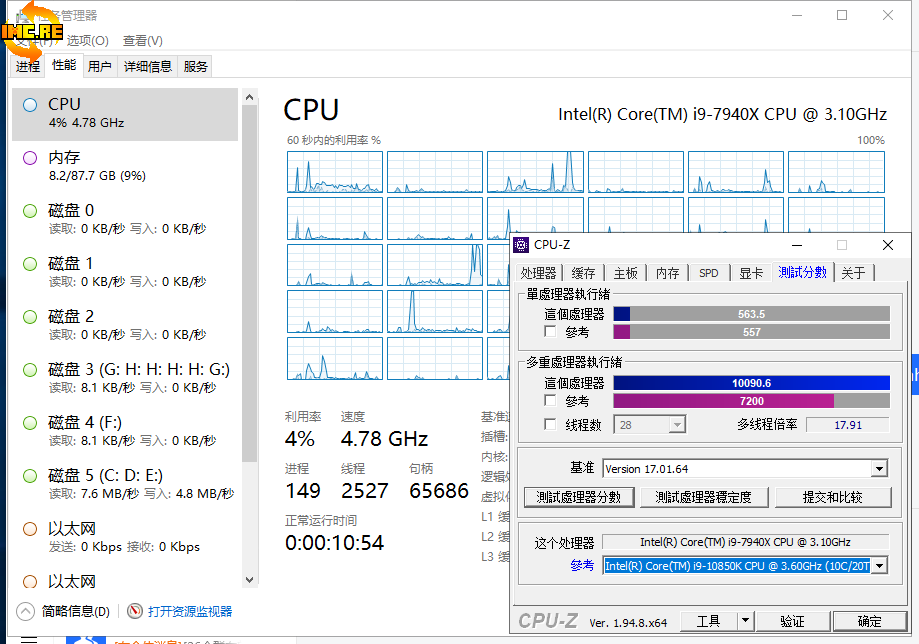 IMC.RE
任务管理器
文件(F) 选项(O) 查看(V)
进程 性能 用户 详细信息 服务
CPU
4% 4.78 GHz
内存
8.2/87.7 GB (9%)
磁盘 0
读取: 0 KB/秒 写入: 0 KB/秒
磁盘 1
读取: 0 KB/秒 写入: 0 KB/秒
磁盘 2
读取: 0 KB/秒 写入: 0 KB/秒
磁盘 3 (G: H: H: H: H: G:)
读取: 8.1 KB/秒 写入: 0 KB/秒
磁盘 4 (F:)
读取: 8.1 KB/秒 写入: 0 KB/秒
磁盘 5 (C: D: E:)
读取: 7.6 MB/秒 写入: 4.8 MB/秒
以太网
发送: 0 Kbps 接收: 0 Kbps
以太网
简略信息(D) 打开资源监视器
CPU
Intel(R) Core(TM) i9-7940X CPU @ 3.10GHz
60 秒内的利用率 %
100%
利用率 速度
4% 4.78 GHz
进程 线程 句柄
149 2527 65686
正常运行时间
0:00:10:54
插槽:
内核:
L1 缓
L2 缓
L3 缓
CPU-Z
处理器 缓存 主板 内存 SPD 显卡 測試分數 关于
單處理器執行緒
這個處理器 563.5
參考 557
多重處理器執行緒
這個處理器 10090.6
參考 7200
线程数 28 多线程倍率 17.91
基准 Version 17.01.64
測試處理器分數 測試處理器穩定度 提交和比较
这个处理器 Intel(R) Core(TM) i9-7940X CPU @ 3.10GHz
參考 Intel(R) Core(TM) i9-10850K CPU @ 3.60GHz (10C/20T
CPU-Z Ver. 1.94.8.x64 工具 验证 确定